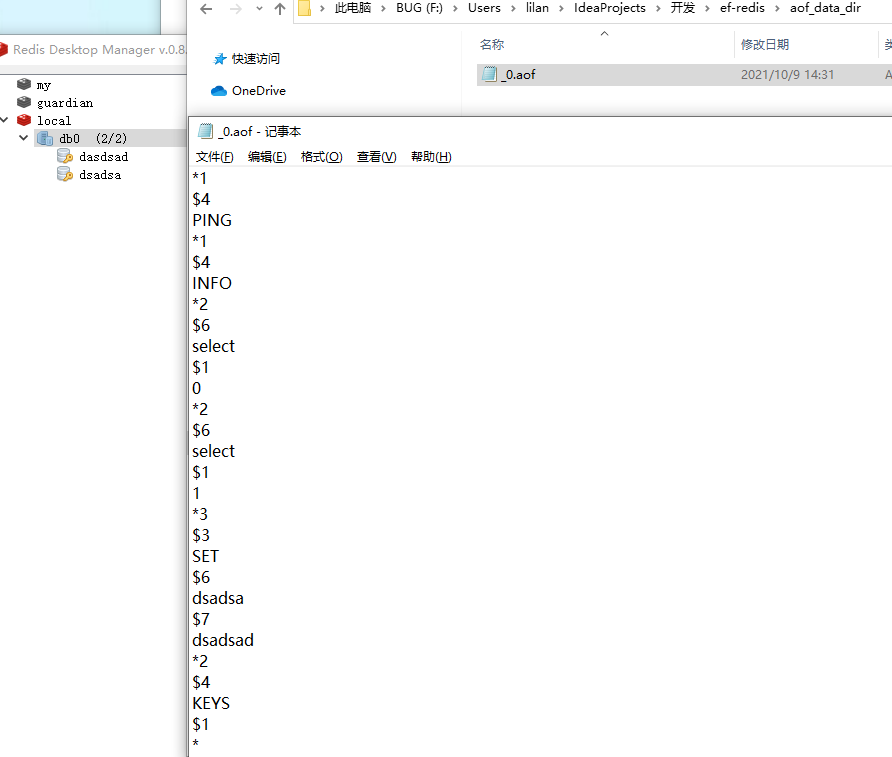 此电脑 BUG (F:) Users lilan IdeaProjects 开发 ef-redis aof_data_dir
Redis Desktop Manager v.0.8.
名称 修改日期
快速访问
_0.aof 2021/10/9 14:31 A
OneDrive
my
guardian
local
db0 (2/2)
dasdsad
dsadsa
_0.aof - 记事本
文件(F) 编辑(E) 格式(O) 查看(V) 帮助(H)
*1
$4
PING
*1
$4
INFO
*2
$6
select
$1
0
*2
$6
select
$1
1
*3
$3
SET
$6
dsadsa
$7
dsadsad
*2
$4
KEYS
$1
*